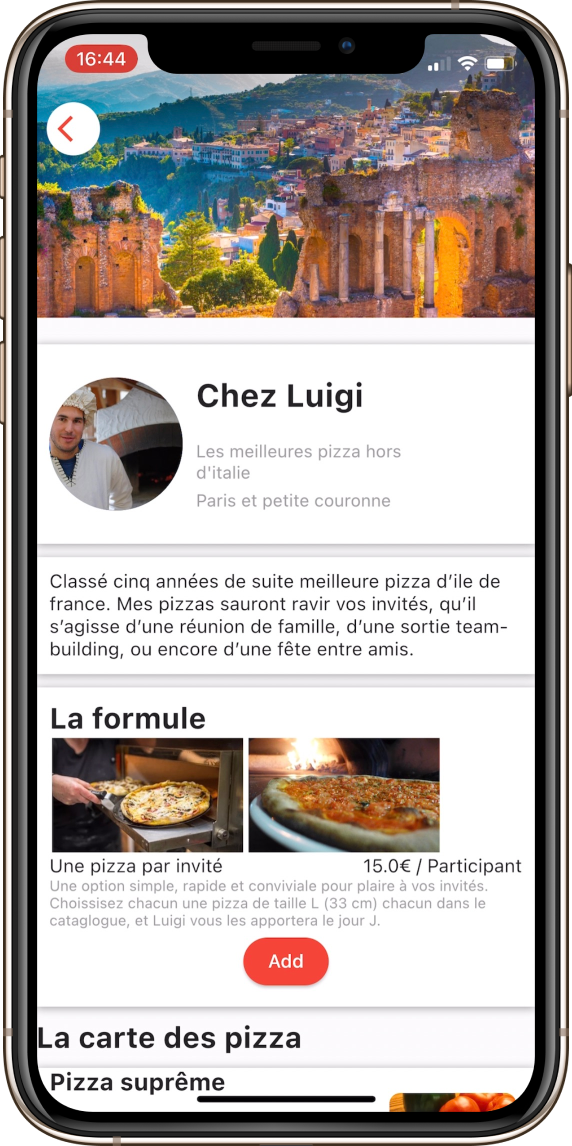 16:44
Chez Luigi
Les meilleures pizza hors
d'italie
Paris et petite couronne
Classé cinq années de suite meilleure pizza d’ile de
france. Mes pizzas sauront ravir vos invités, qu’il
s’agisse d’une réunion de famille, d’une sortie team-
building, ou encore d’une fête entre amis.
La formule
Une pizza par invité 15.0€ / Participant
Une option simple, rapide et conviviale pour plaire à vos invités.
Choissisez chacun une pizza de taille L (33 cm) chacun dans le
cataglogue, et Luigi vous les apportera le jour J.
Add
La carte des pizza
Pizza suprême